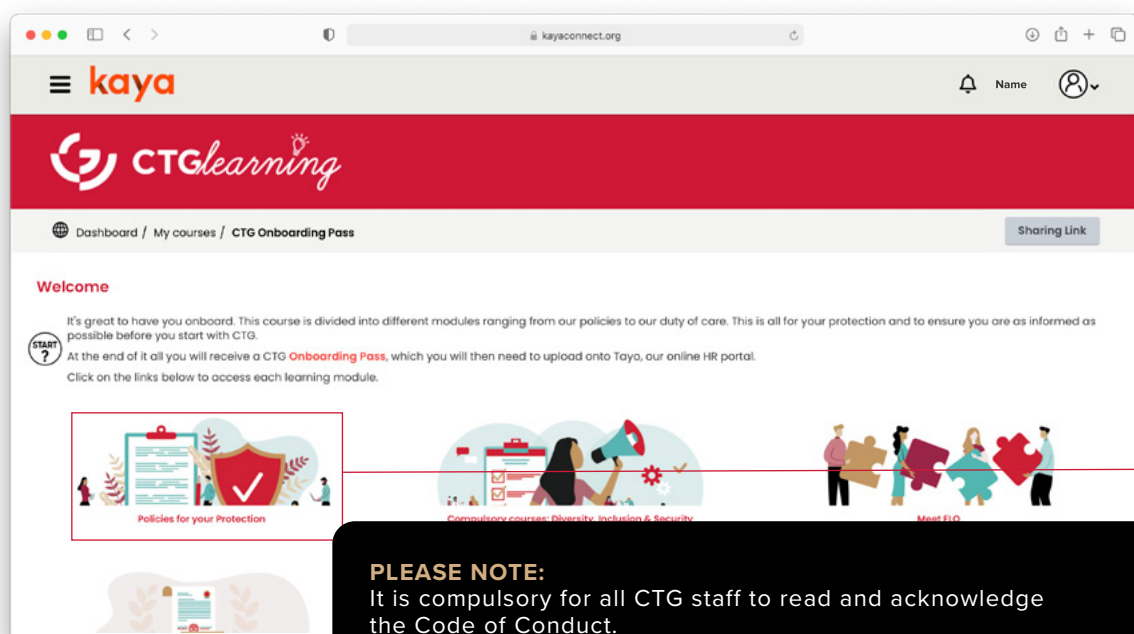 kayaconnect.org
kaya
Name
CTGlearning
Dashboard / My courses / CTG Onboarding Pass
Sharing Link
Welcome
It's great to have you onboard. This course is divided into different modules ranging from our policies to our duty of care. This is all for your protection and to ensure you are as informed as
possible before you start with CTG.
START
?
At the end of it all you will receive a CTG Onboarding Pass, which you will then need to upload onto Tayo, our online HR portal.
Click on the links below to access each learning module.
Policies for your Protection
Compulsory courses: Diversity, Inclusion & Security
Meet FLO
PLEASE NOTE:
It is compulsory for all CTG staff to read and acknowledge
the Code of Conduct.